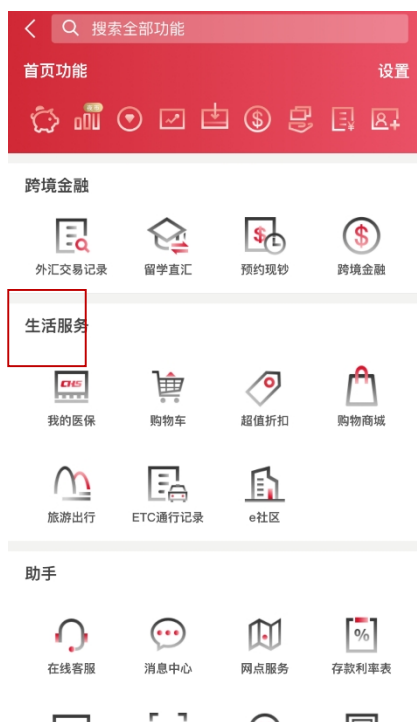 搜索全部功能
首页功能 设置
跨境金融
外汇交易记录 留学直汇 预约现钞 跨境金融
生活服务
CHS
我的医保 购物车 超值折扣 购物商城
旅游出行 ETC通行记录 e社区
助手
在线客服 消息中心 网点服务 存款利率表